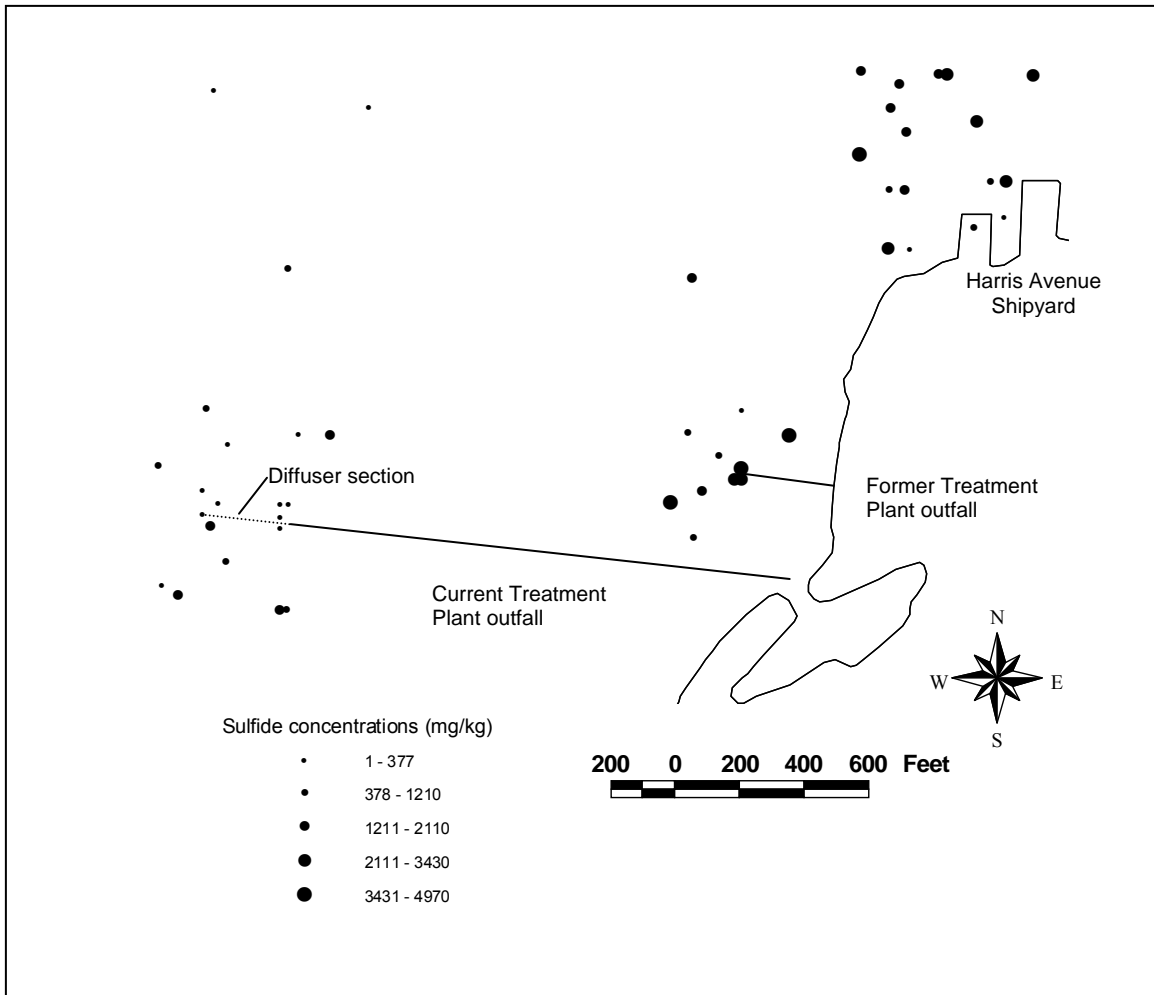 Harris Avenue
Shipyard
Diffuser section
Former Treatment
Plant outfall
Current Treatment
Plant outfall
N
W
E
S
Sulfide concentrations (mg/kg)
1 - 377
378 - 1210
1211 - 2110
2111 - 3430
3431 - 4970
200 0 200 400 600 Feet